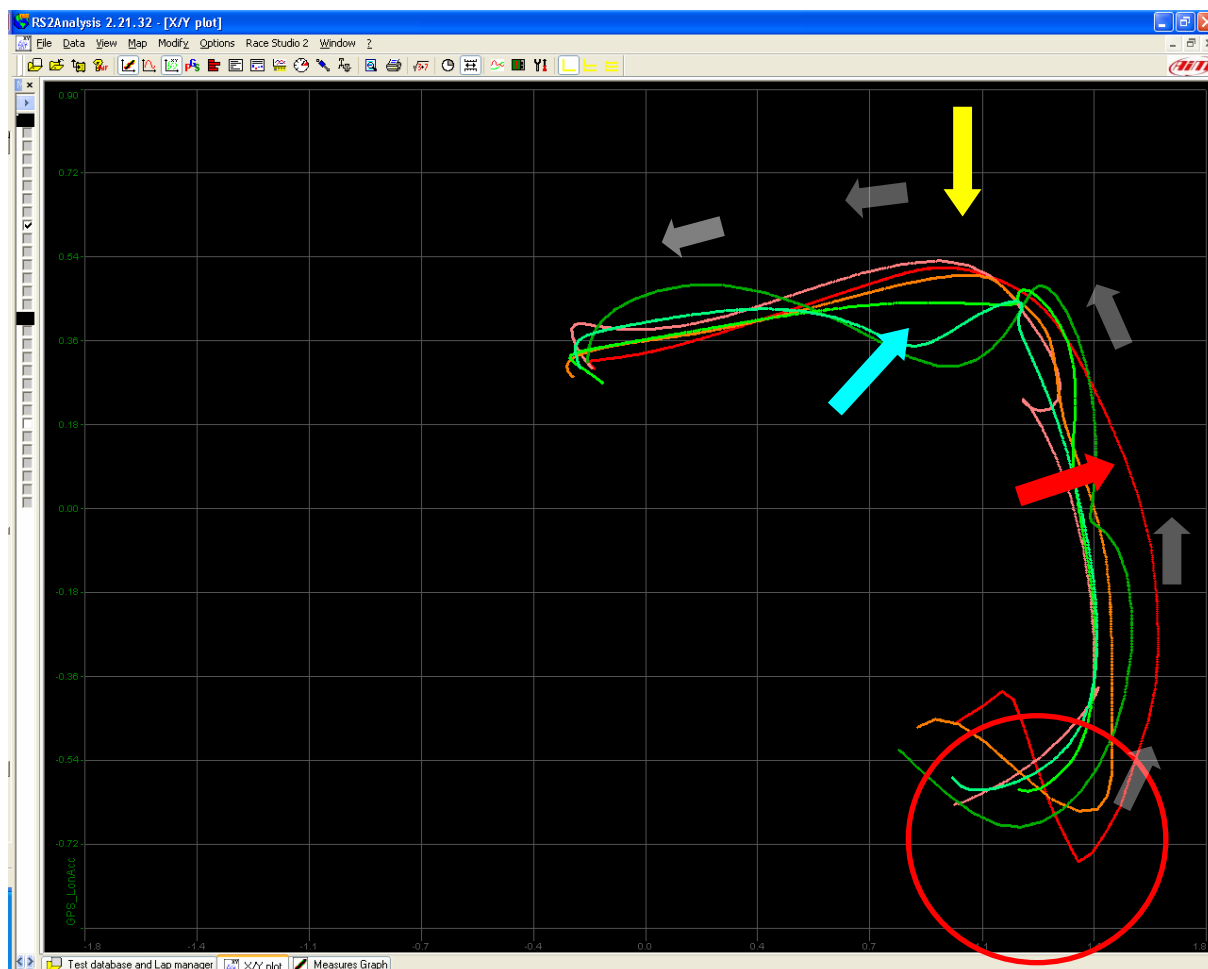 RS2Analysis 2.21.32 - [X/Y plot]
File Data View Map Modify Options Race Studio 2 Window ?
AiM
0.90
0.72
0.54
0.36
0.18
0.00
-0.18
-0.36
-0.54
-0.72
GPS_LonAcc
-1.8 -1.4 -1.1 -0.7 -0.4 0.0 0.4 0.7 1.8
Test database and Lap manager X/Y plot Measures Graph